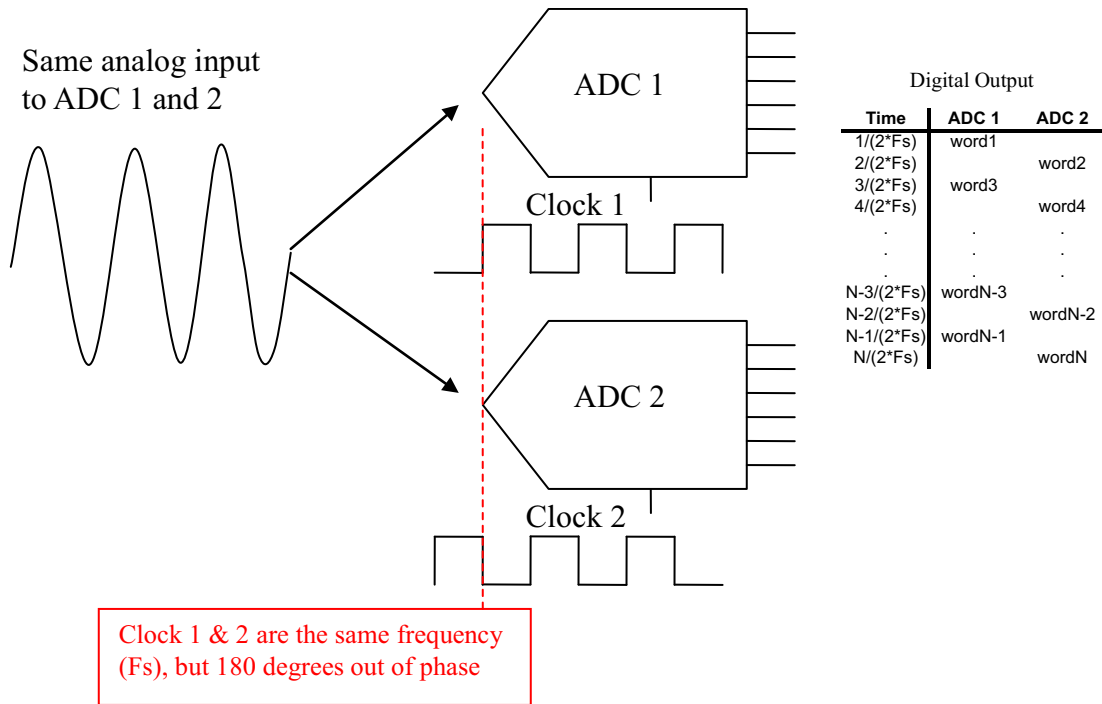 Same analog input
to ADC 1 and 2
ADC 1
Clock 1
ADC 2
Clock 2
Clock 1 & 2 are the same frequency
(Fs), but 180 degrees out of phase
Digital Output
Time ADC 1 ADC 2
1/(2*Fs) word1
2/(2*Fs) word2
3/(2*Fs) word3
4/(2*Fs) word4
. . .
. . .
. . .
N-3/(2*Fs) wordN-3
N-2/(2*Fs) wordN-2
N-1/(2*Fs) wordN-1
N/(2*Fs) wordN